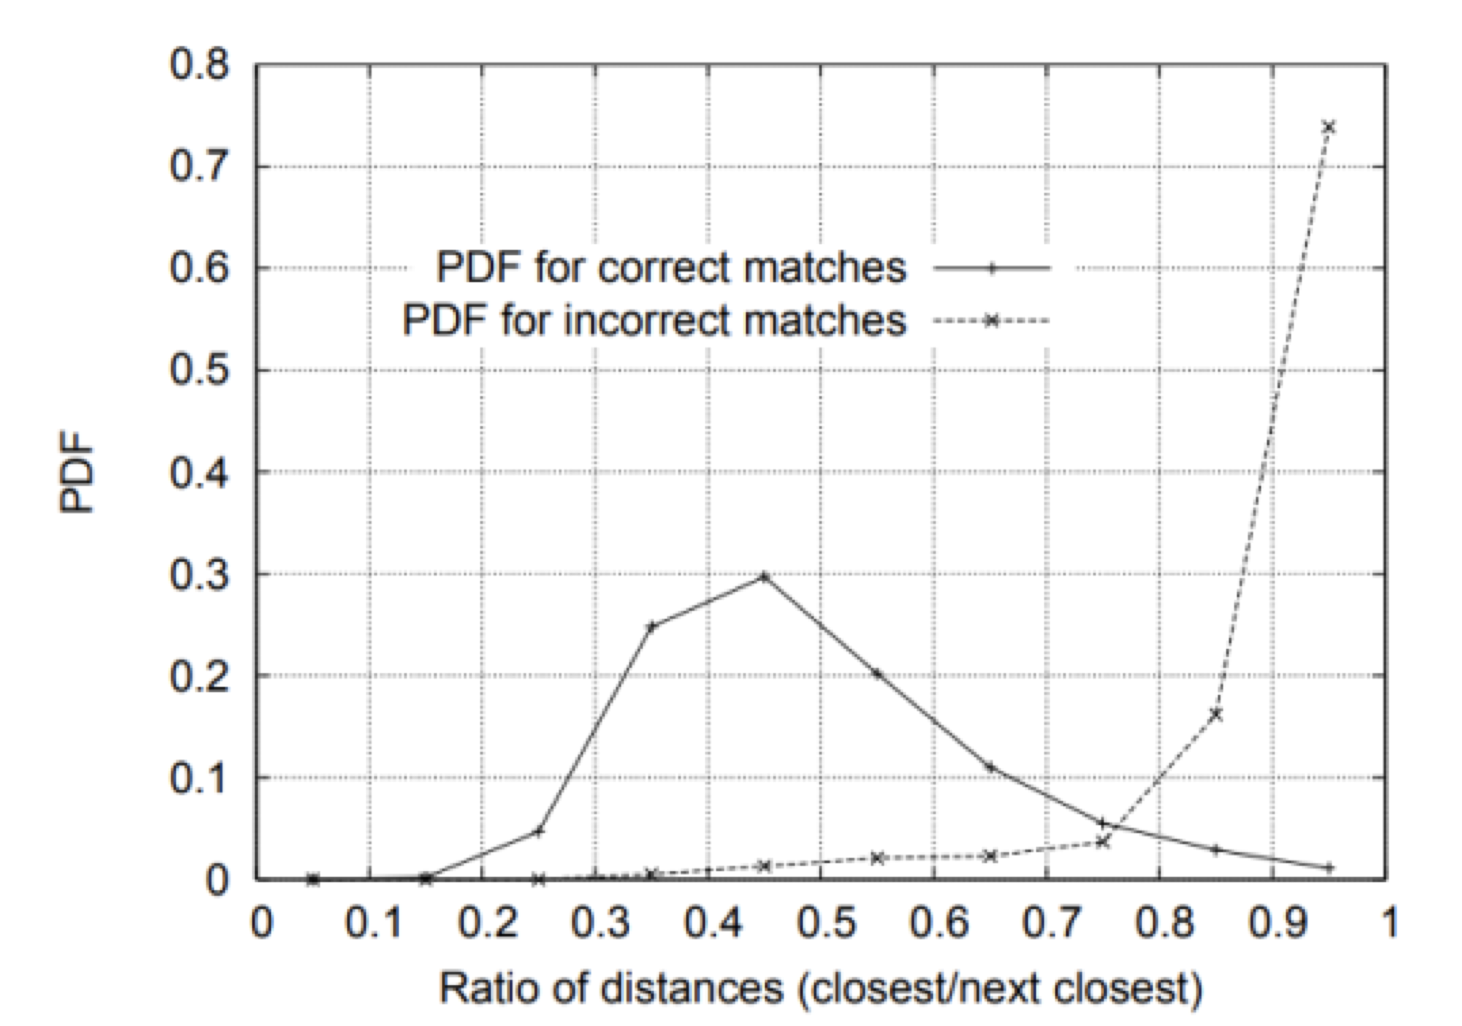 0.8
0.7
0.6
0.5
0.4
0.3
0.2
0.1
0
PDF
PDF for correct matches
PDF for incorrect matches
0 0.1 0.2 0.3 0.4 0.5 0.6 0.7 0.8 0.9 1
Ratio of distances (closest/next closest)